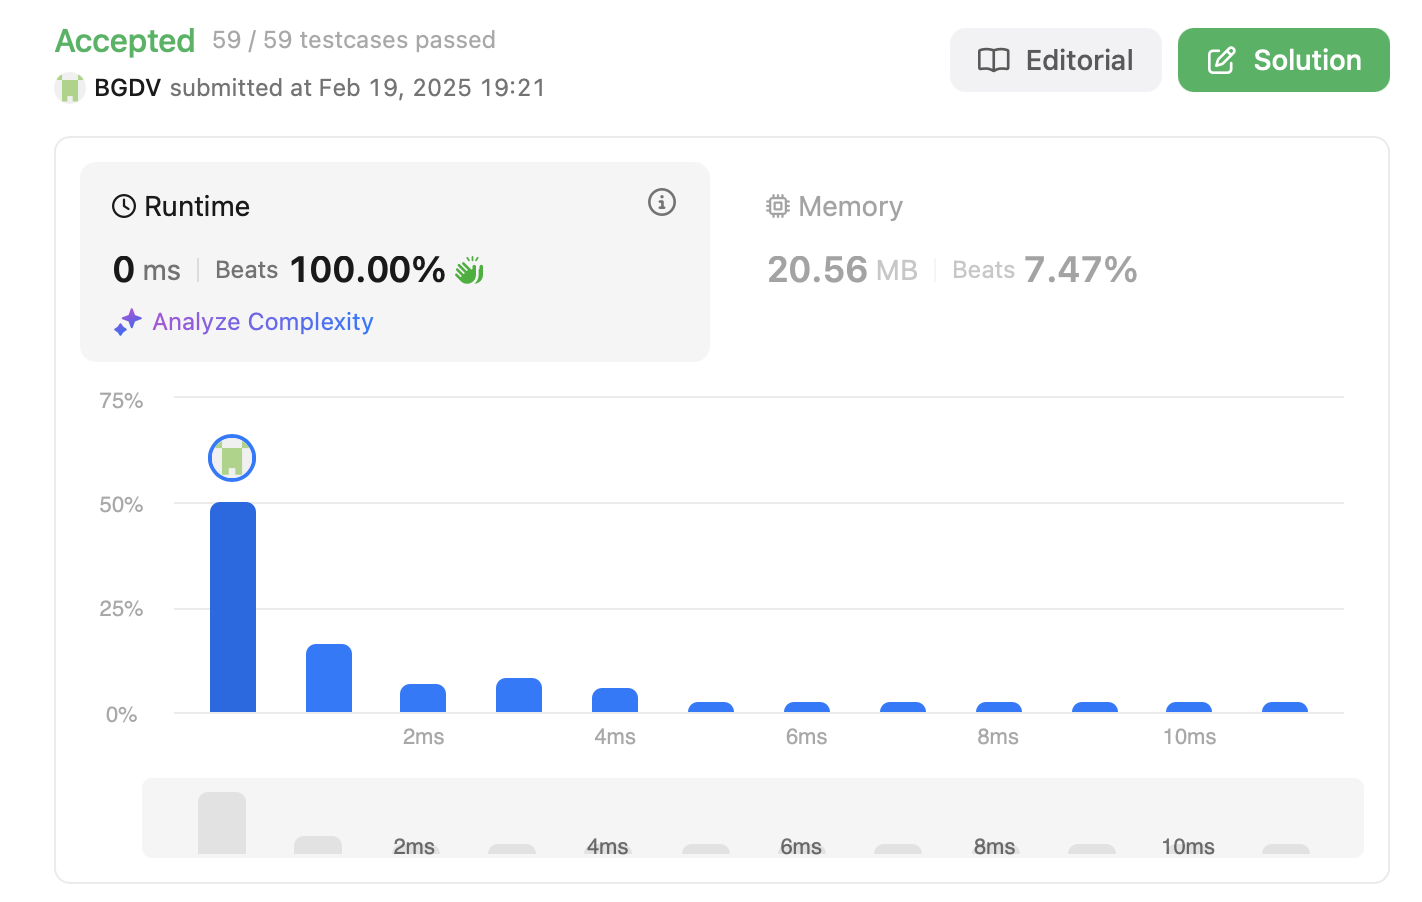 Accepted 59 / 59 testcases passed
BGDV submitted at Feb 19, 2025 19:21
Editorial
Solution
Runtime
0 ms Beats 100.00%
Analyze Complexity
Memory
20.56 MB Beats 7.47%
75%
50%
25%
0%
2ms 4ms 6ms 8ms 10ms
2ms 4ms 6ms 8ms 10ms